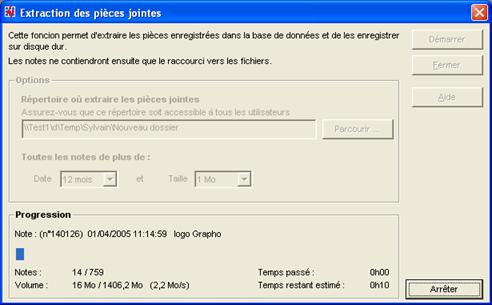 Extraction des pièces jointes
Cette foncion permet d'extraire les pièces enregistrées dans la base de données et de les enregistrer
sur disque dur.
Les notes ne contiendront ensuite que le raccourci vers les fichiers.
Démarrer
Fermer
Aide
Options
Répertoire où extraire les pièces jointes
Assurez-vous que ce répertoire soit accessible à tous les utilisateurs
\\Test1\d\Temp\Sylvain\Nouveau dossier
Parcourir ...
Toutes les notes de plus de :
Date 12 mois et Taille 1 Mo
Progression
Note : (n°140126) 01/04/2005 11:14:59 logo Grapho
Notes : 14 / 759 Temps passé : 0h00
Volume : 16 Mo / 1406,2 Mo (2,2 Mo/s) Temps restant estimé : 0h10
Arrêter